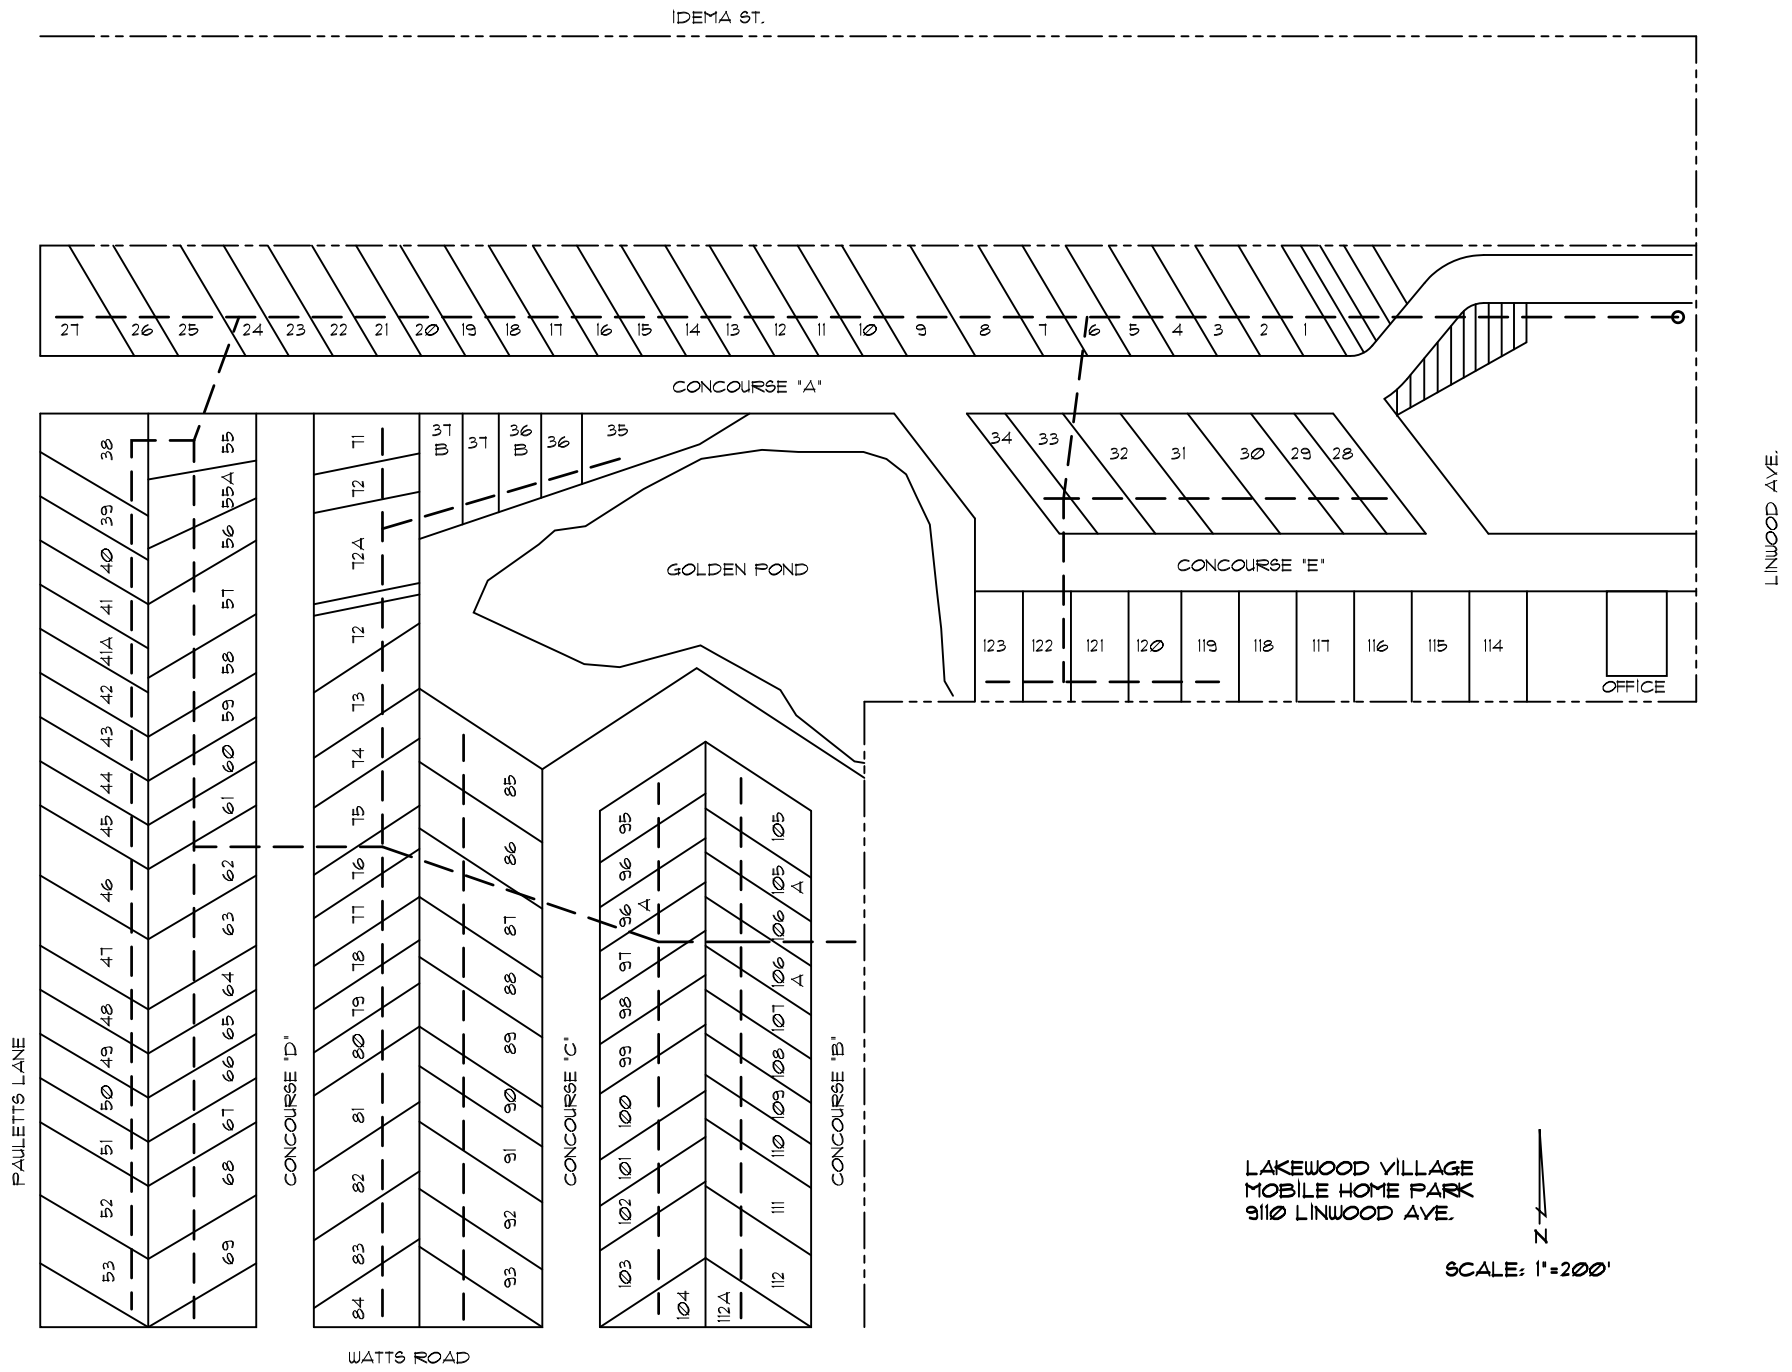 IDEMA ST.
27 26 25 24 23 22 21 20 19 18 17 16 15 14 13 12 11 10 9 8 7 6 5 4 3 2 1
CONCOURSE "A"
38
39
40
41
41A
42
43
44
45
46
47
48
49
50
51
52
53
55
55A
56
57
58
59
60
61
62
63
64
65
66
67
68
69
71
72
72A
72
73
74
75
76
77
78
79
80
81
82
83
84
37
B
37
36
B
36
35
GOLDEN POND
34 33 32 31 30 29 28
CONCOURSE "E"
123 122 121 120 119 118 117 116 115 114
OFFICE
LINWOOD AVE.
85
86
87
88
89
90
91
92
93
95
96
96
A
97
98
99
100
101
102
103
104
105
105
A
106
106
A
107
108
109
110
111
112
112A
PAULETTS LANE
CONCOURSE "D"
CONCOURSE "C"
CONCOURSE "B"
WATTS ROAD
LAKEWOOD VILLAGE
MOBILE HOME PARK
9110 LINWOOD AVE.
N
SCALE: 1"=200'